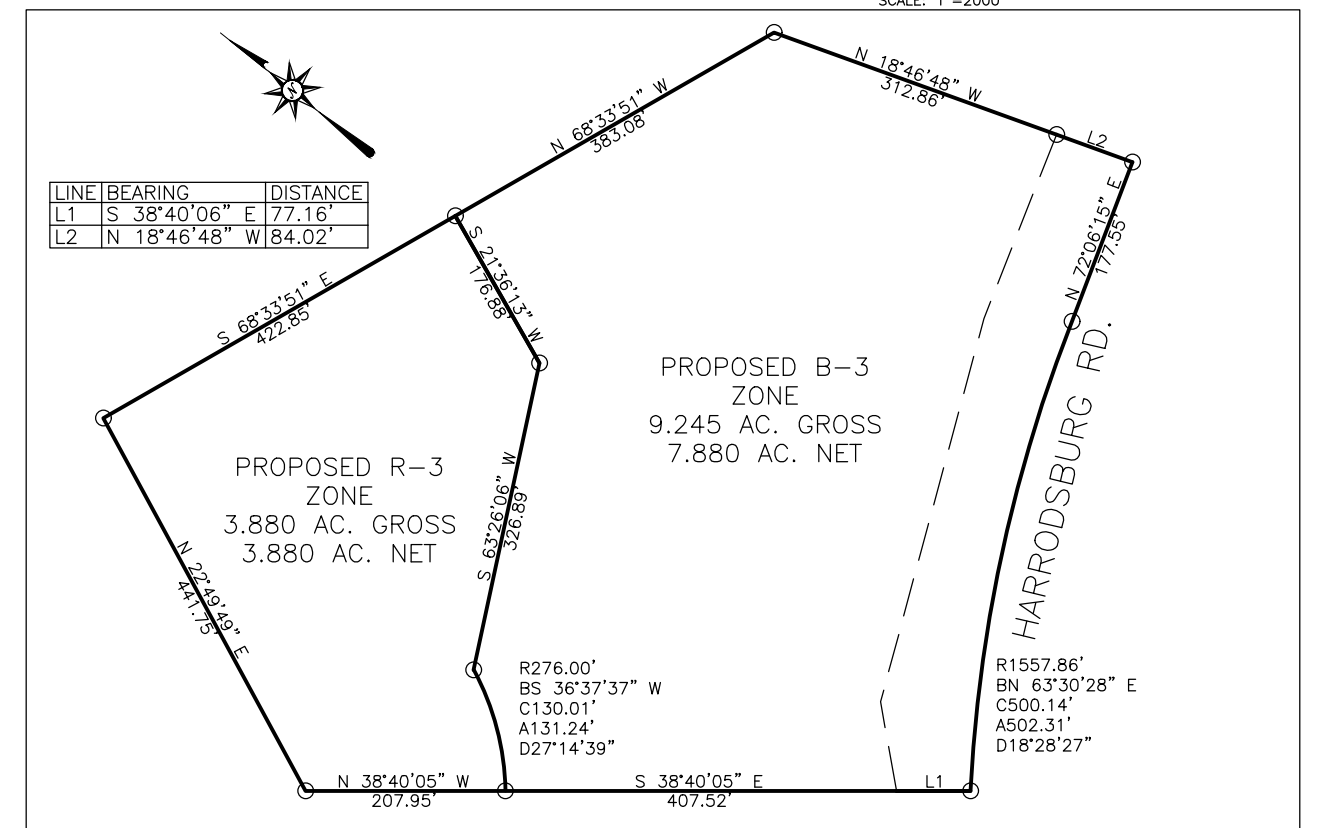 SCALE: 1"=2000'
N
LINE BEARING DISTANCE
L1 S 38°40'06" E 77.16'
L2 N 18°46'48" W 84.02'
N 18°46'48" W
312.86'
L2
N 68°33'51" W
383.08'
N 72°06'15" E
177.55'
S 68°33'51" E
422.85'
S 21°36'13" W
176.88'
PROPOSED B-3
ZONE
9.245 AC. GROSS
7.880 AC. NET
HARRODSBURG RD.
PROPOSED R-3
ZONE
3.880 AC. GROSS
3.880 AC. NET
S 63°26'06" W
326.89'
N 22°49'49" E
441.75'
R276.00'
BS 36°37'37" W
C130.01'
A131.24'
D27°14'39"
R1557.86'
BN 63°30'28" E
C500.14'
A502.31'
D18°28'27"
N 38°40'05" W
207.95'
S 38°40'05" E
407.52'
L1